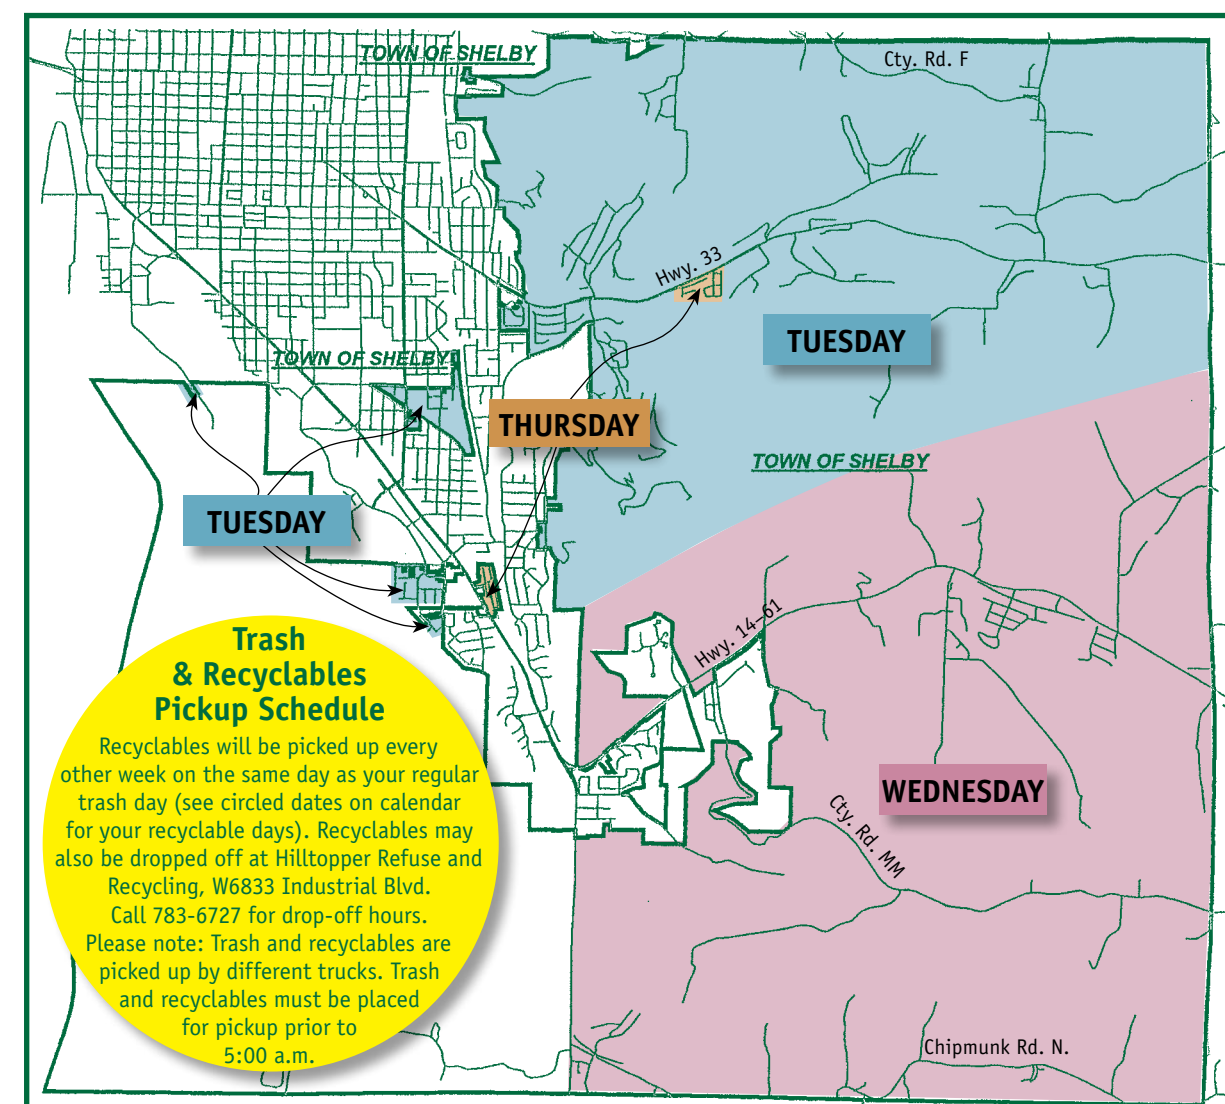 TOWN OF SHELBY
Cty. Rd. F
Hwy. 33
TUESDAY
TOWN OF SHELBY
THURSDAY
TOWN OF SHELBY
TUESDAY
Hwy. 14–61
WEDNESDAY
Cty. Rd. MM
Chipmunk Rd. N.
Trash
& Recyclables
Pickup Schedule
Recyclables will be picked up every
other week on the same day as your regular
trash day (see circled dates on calendar
for your recyclable days). Recyclables may
also be dropped off at Hilltopper Refuse and
Recycling, W6833 Industrial Blvd.
Call 783-6727 for drop-off hours.
Please note: Trash and recyclables are
picked up by different trucks. Trash
and recyclables must be placed
for pickup prior to
5:00 a.m.